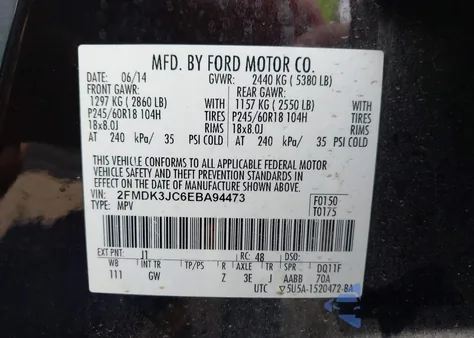 MFD. BY FORD MOTOR CO.
DATE: 06/14 GVWR: 2440 KG ( 5380 LB)
FRONT GAWR: REAR GAWR:
1297 KG ( 2860 LB) WITH 1157 KG ( 2550 LB) WITH
P245/60R18 104H TIRES P245/60R18 104H TIRES
18x8.0J RIMS 18x8.0J RIMS
AT 240 kPa/ 35 PSI COLD AT 240 kPa/ 35 PSI COLD
THIS VEHICLE CONFORMS TO ALL APPLICABLE FEDERAL MOTOR
VEHICLE SAFETY AND BUMPER AND THEFT PREVENTION STANDARDS IN
EFFECT ON THE DATE OF MANUFACTURE SHOWN ABOVE.
VIN: 2FMDK3JC6EBA94473 F0150
TYPE: MPV T0175
EXT PNT: J1 RC: 48 DSO:
WB INT TR TP/PS R AXLE TR SPR DQ11F
111 GW Z 3E J AABB 70A
UTC 5U5A-1520472-BA